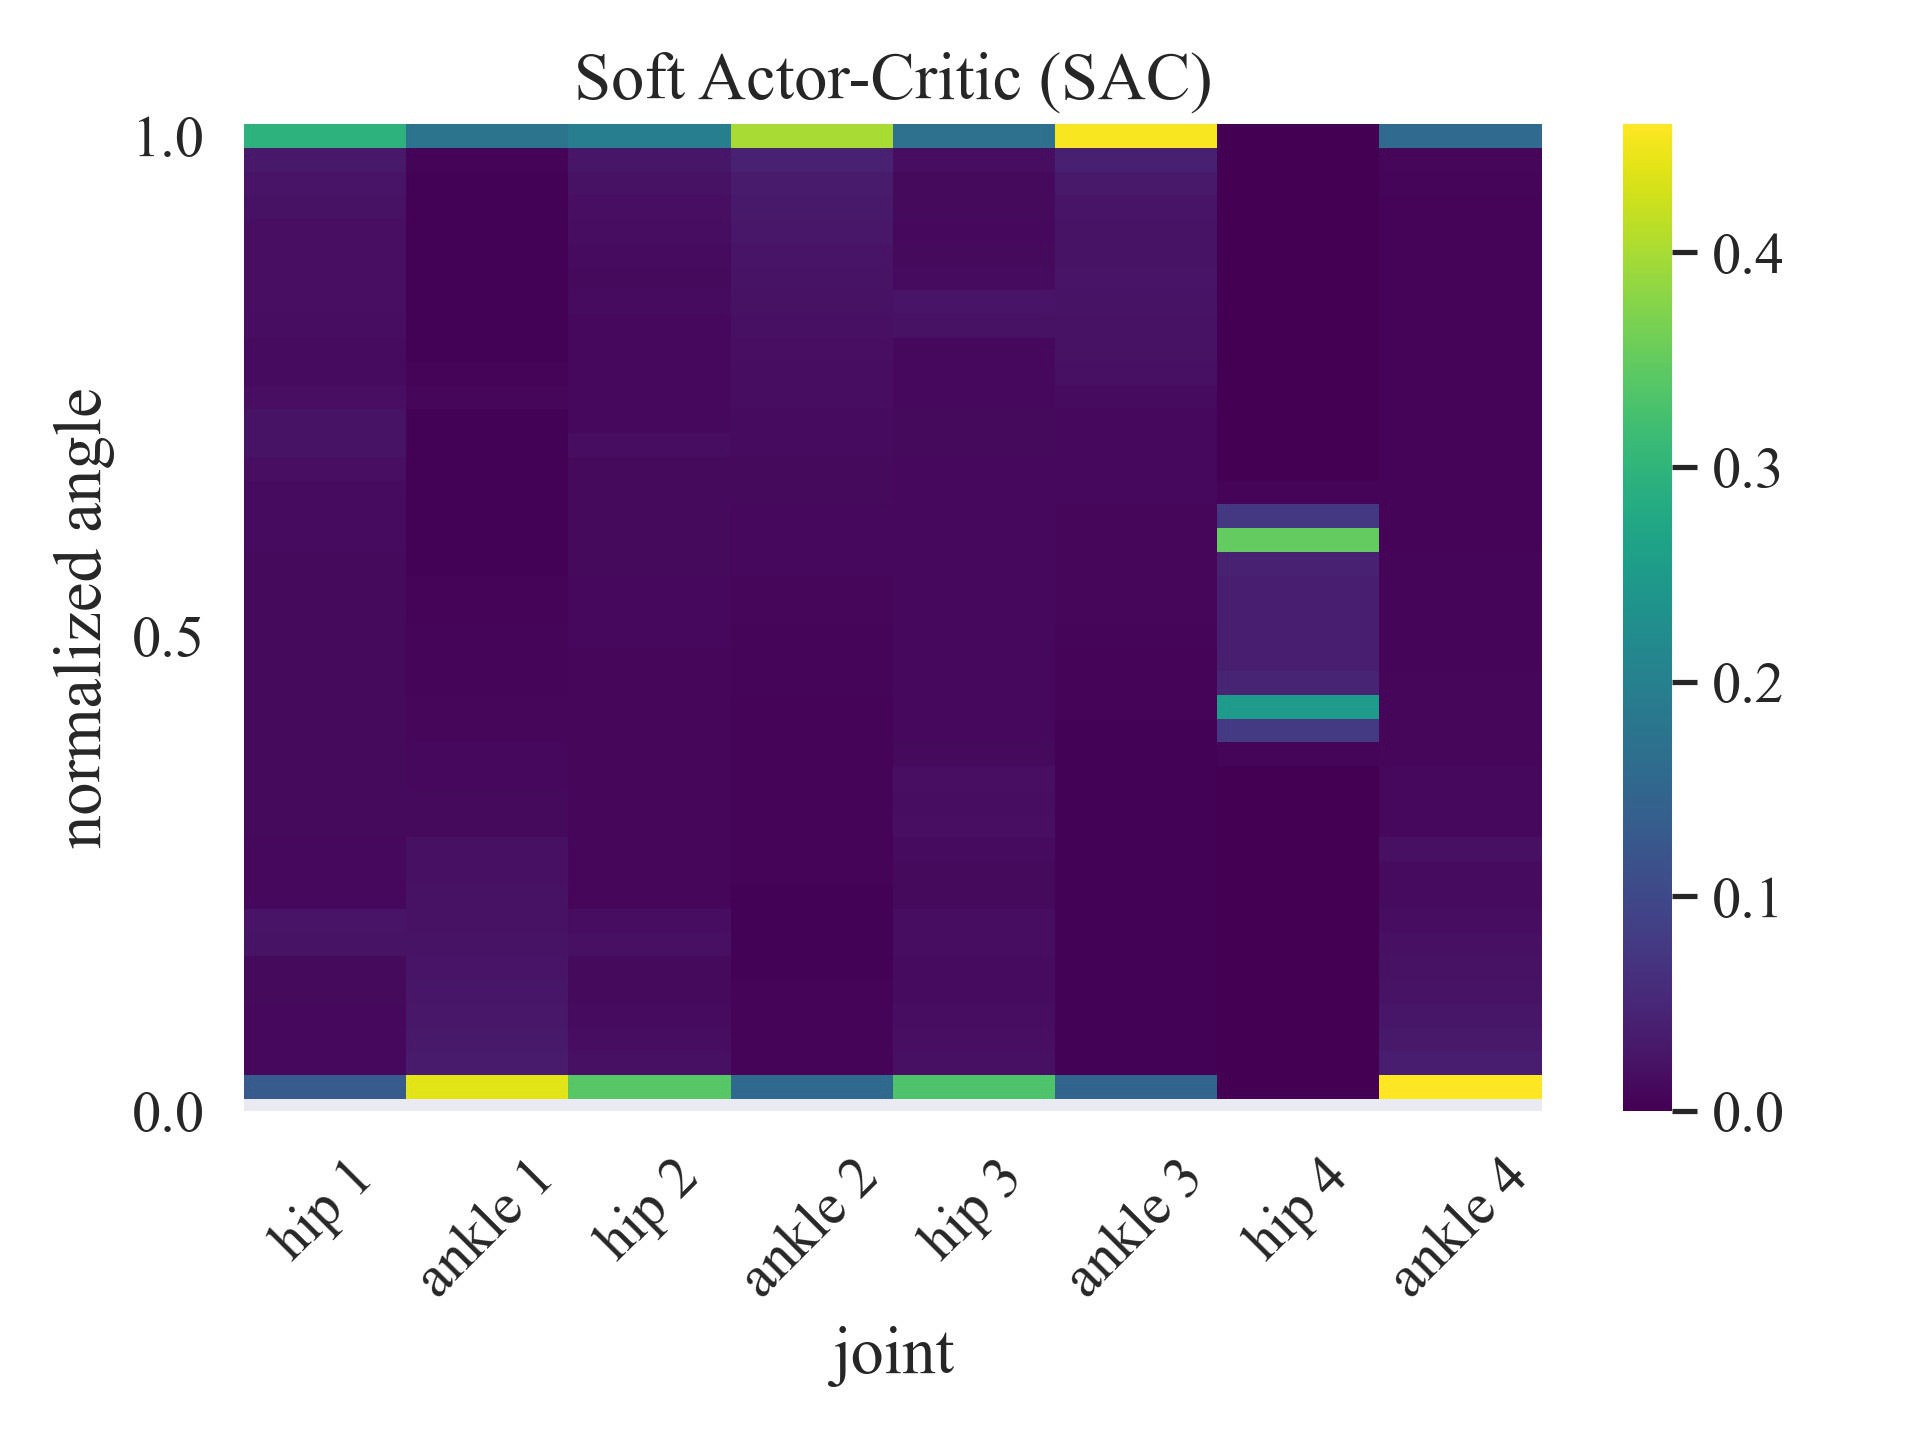 Soft Actor-Critic (SAC)
1.0
0.5
0.0
normalized angle
hip 1
ankle 1
hip 2
ankle 2
hip 3
ankle 3
hip 4
ankle 4
joint
0.4
0.3
0.2
0.1
0.0